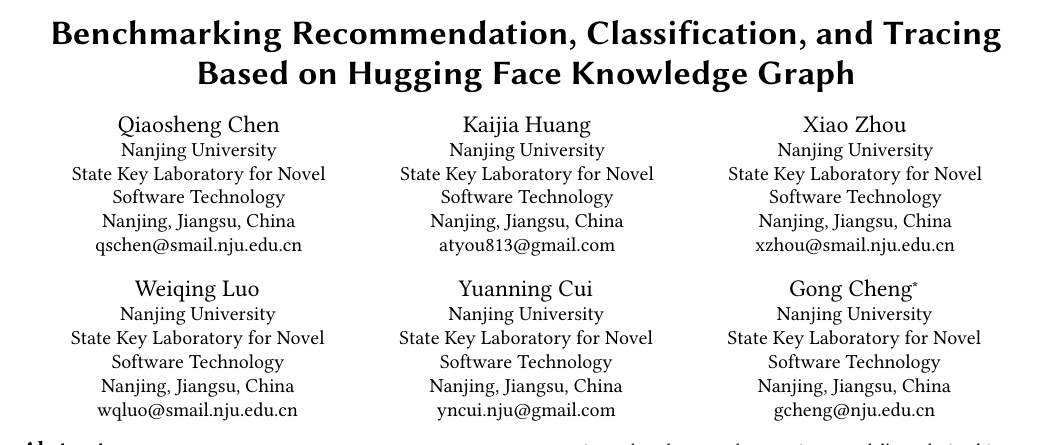 Benchmarking Recommendation, Classification, and Tracing
Based on Hugging Face Knowledge Graph
Qiaosheng Chen
Nanjing University
State Key Laboratory for Novel
Software Technology
Nanjing, Jiangsu, China
qschen@smail.nju.edu.cn
Kaijia Huang
Nanjing University
State Key Laboratory for Novel
Software Technology
Nanjing, Jiangsu, China
atyou813@gmail.com
Xiao Zhou
Nanjing University
State Key Laboratory for Novel
Software Technology
Nanjing, Jiangsu, China
xzhou@smail.nju.edu.cn
Weiqing Luo
Nanjing University
State Key Laboratory for Novel
Software Technology
Nanjing, Jiangsu, China
wqluo@smail.nju.edu.cn
Yuanning Cui
Nanjing University
State Key Laboratory for Novel
Software Technology
Nanjing, Jiangsu, China
yncui.nju@gmail.com
Gong Cheng*
Nanjing University
State Key Laboratory for Novel
Software Technology
Nanjing, Jiangsu, China
gcheng@nju.edu.cn